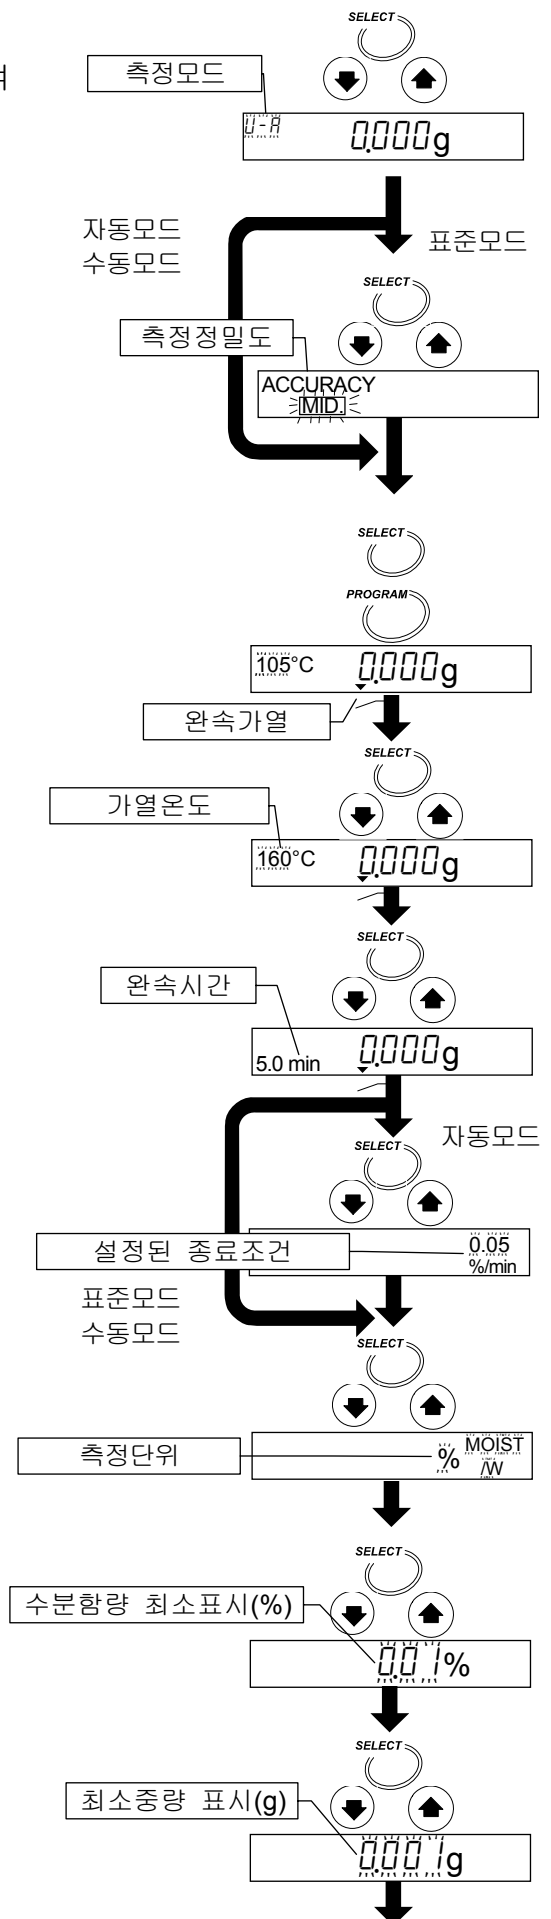 SELECT
측정모드
U-A 0.000g
자동모드
수동모드
표준모드
SELECT
측정정밀도
ACCURACY
MID.
SELECT
PROGRAM
105°C 0.000g
완속가열
SELECT
가열온도
160°C 0.000g
SELECT
완속시간
5.0 min 0.000g
자동모드
SELECT
설정된 종료조건
0.05
%/min
표준모드
수동모드
SELECT
측정단위
% MOIST
/W
SELECT
수분함량 최소표시(%)
0.01%
SELECT
최소중량 표시(g)
0.001g